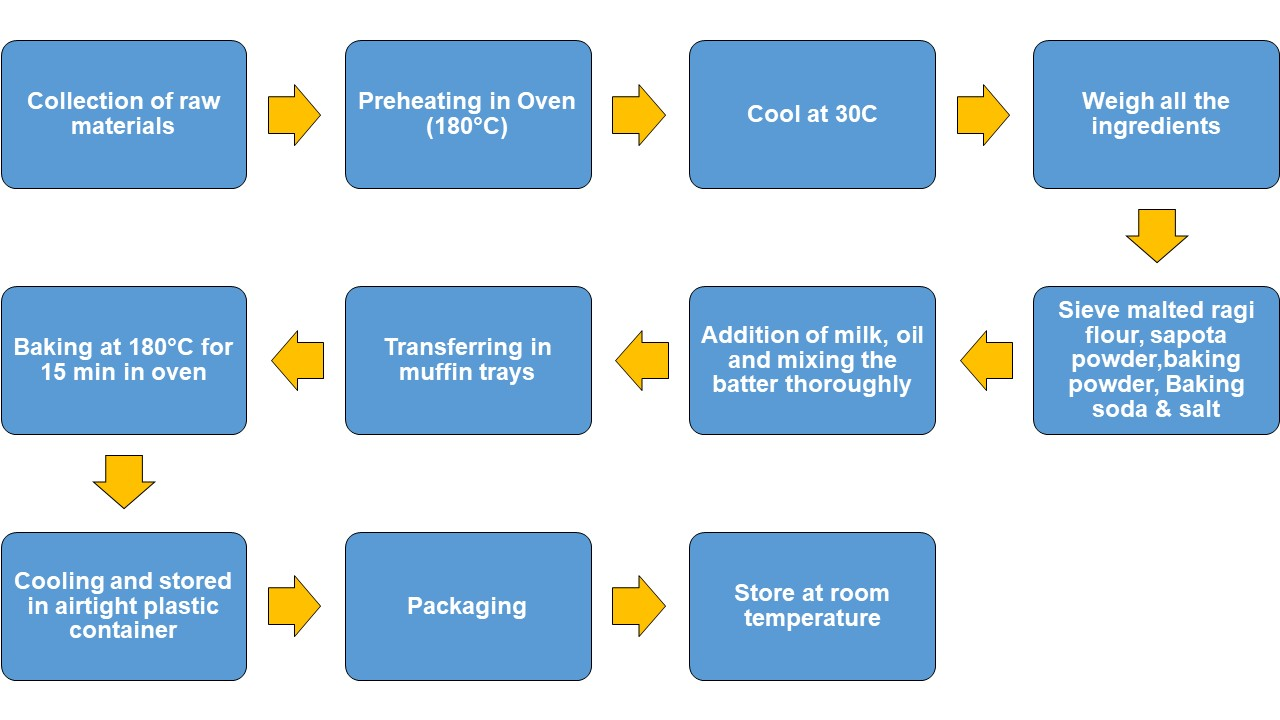 Collection of raw
materials
Preheating in Oven
(180°C)
Cool at 30C
Weigh all the
ingredients
Sieve malted ragi
flour, sapota
powder,baking
powder, Baking
soda & salt
Addition of milk, oil
and mixing the
batter thoroughly
Transferring in
muffin trays
Baking at 180°C for
15 min in oven
Cooling and stored
in airtight plastic
container
Packaging
Store at room
temperature